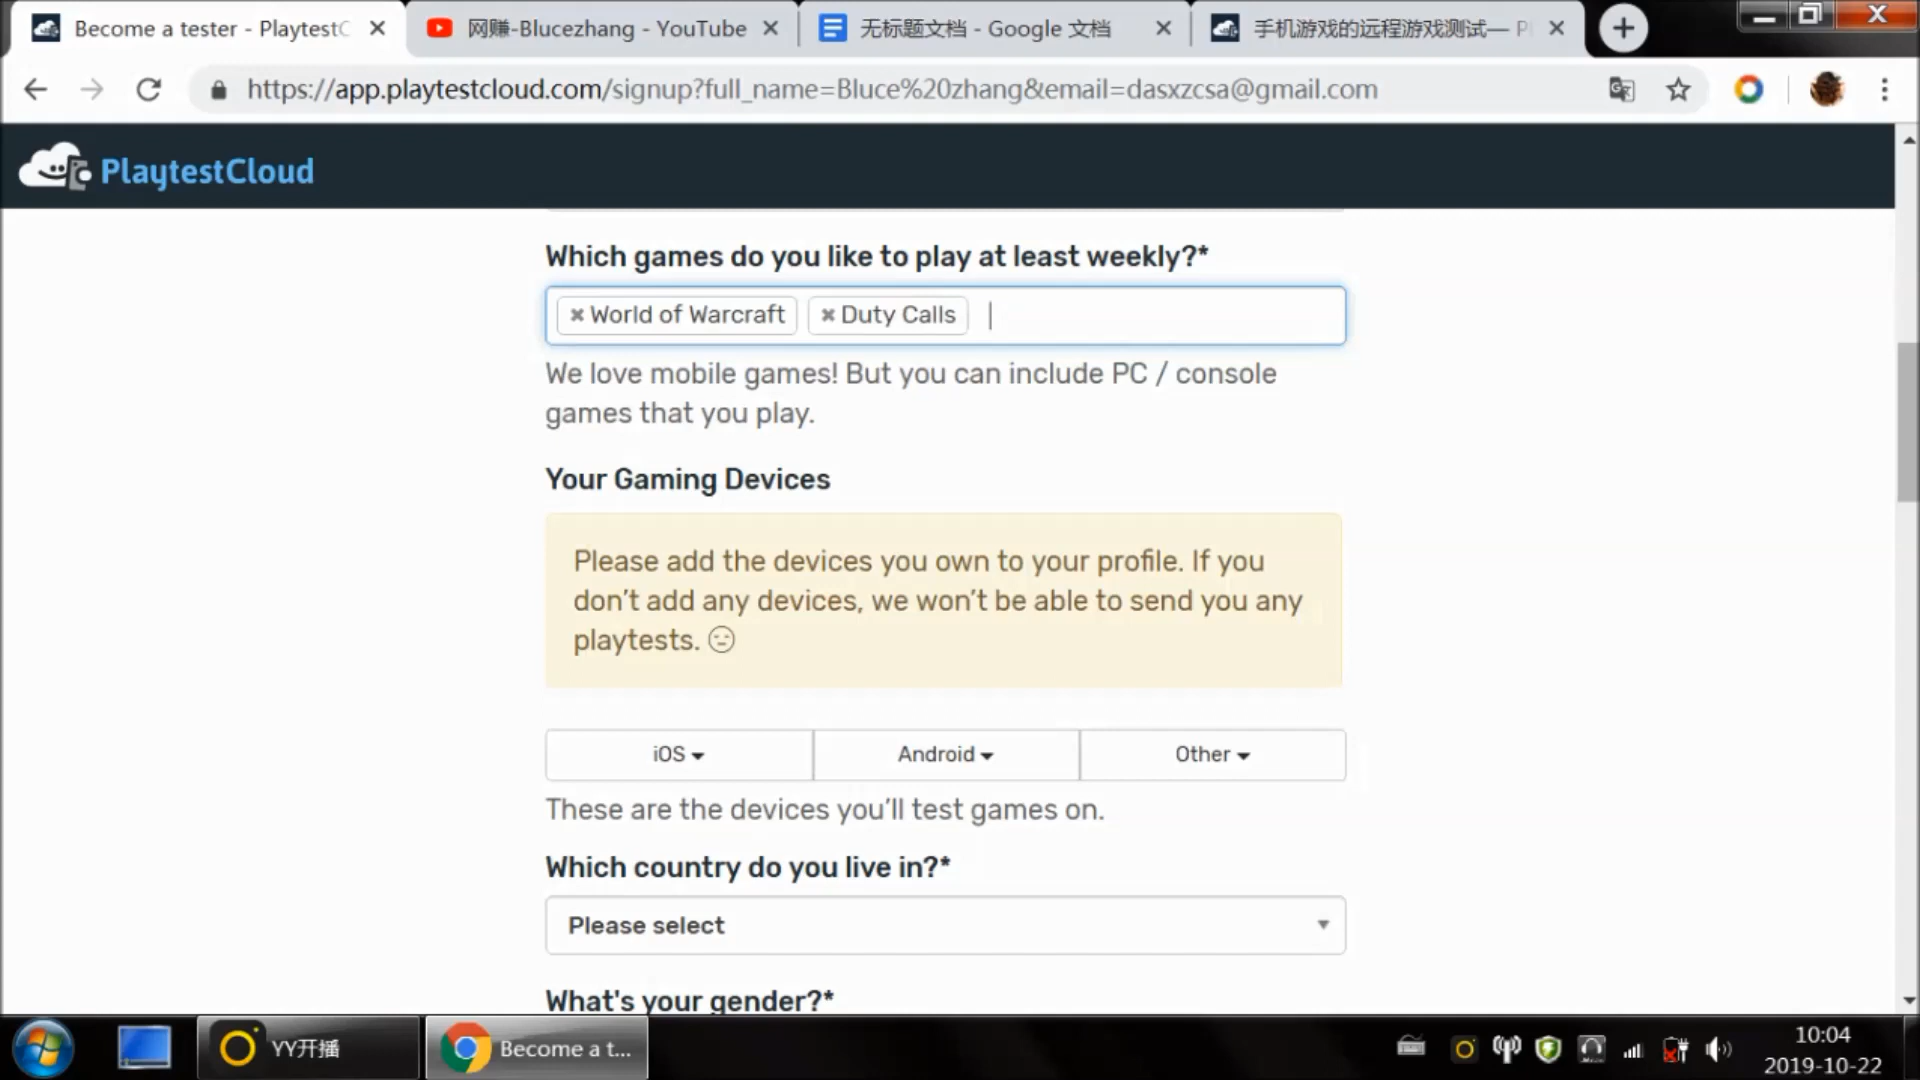 Become a tester - PlaytestC
网赚-Blucezhang - YouTube
无标题文档 - Google 文档
手机游戏的远程游戏测试— Pl
https://app.playtestcloud.com/signup?full_name=Bluce%20zhang&email=dasxzcsa@gmail.com
PlaytestCloud
Which games do you like to play at least weekly?*
World of Warcraft
Duty Calls
We love mobile games! But you can include PC / console
games that you play.
Your Gaming Devices
Please add the devices you own to your profile. If you
don’t add any devices, we won’t be able to send you any
playtests.
iOS
Android
Other
These are the devices you’ll test games on.
Which country do you live in?*
Please select
What's your gender?*
YY开播
Become a t...
10:04
2019-10-22